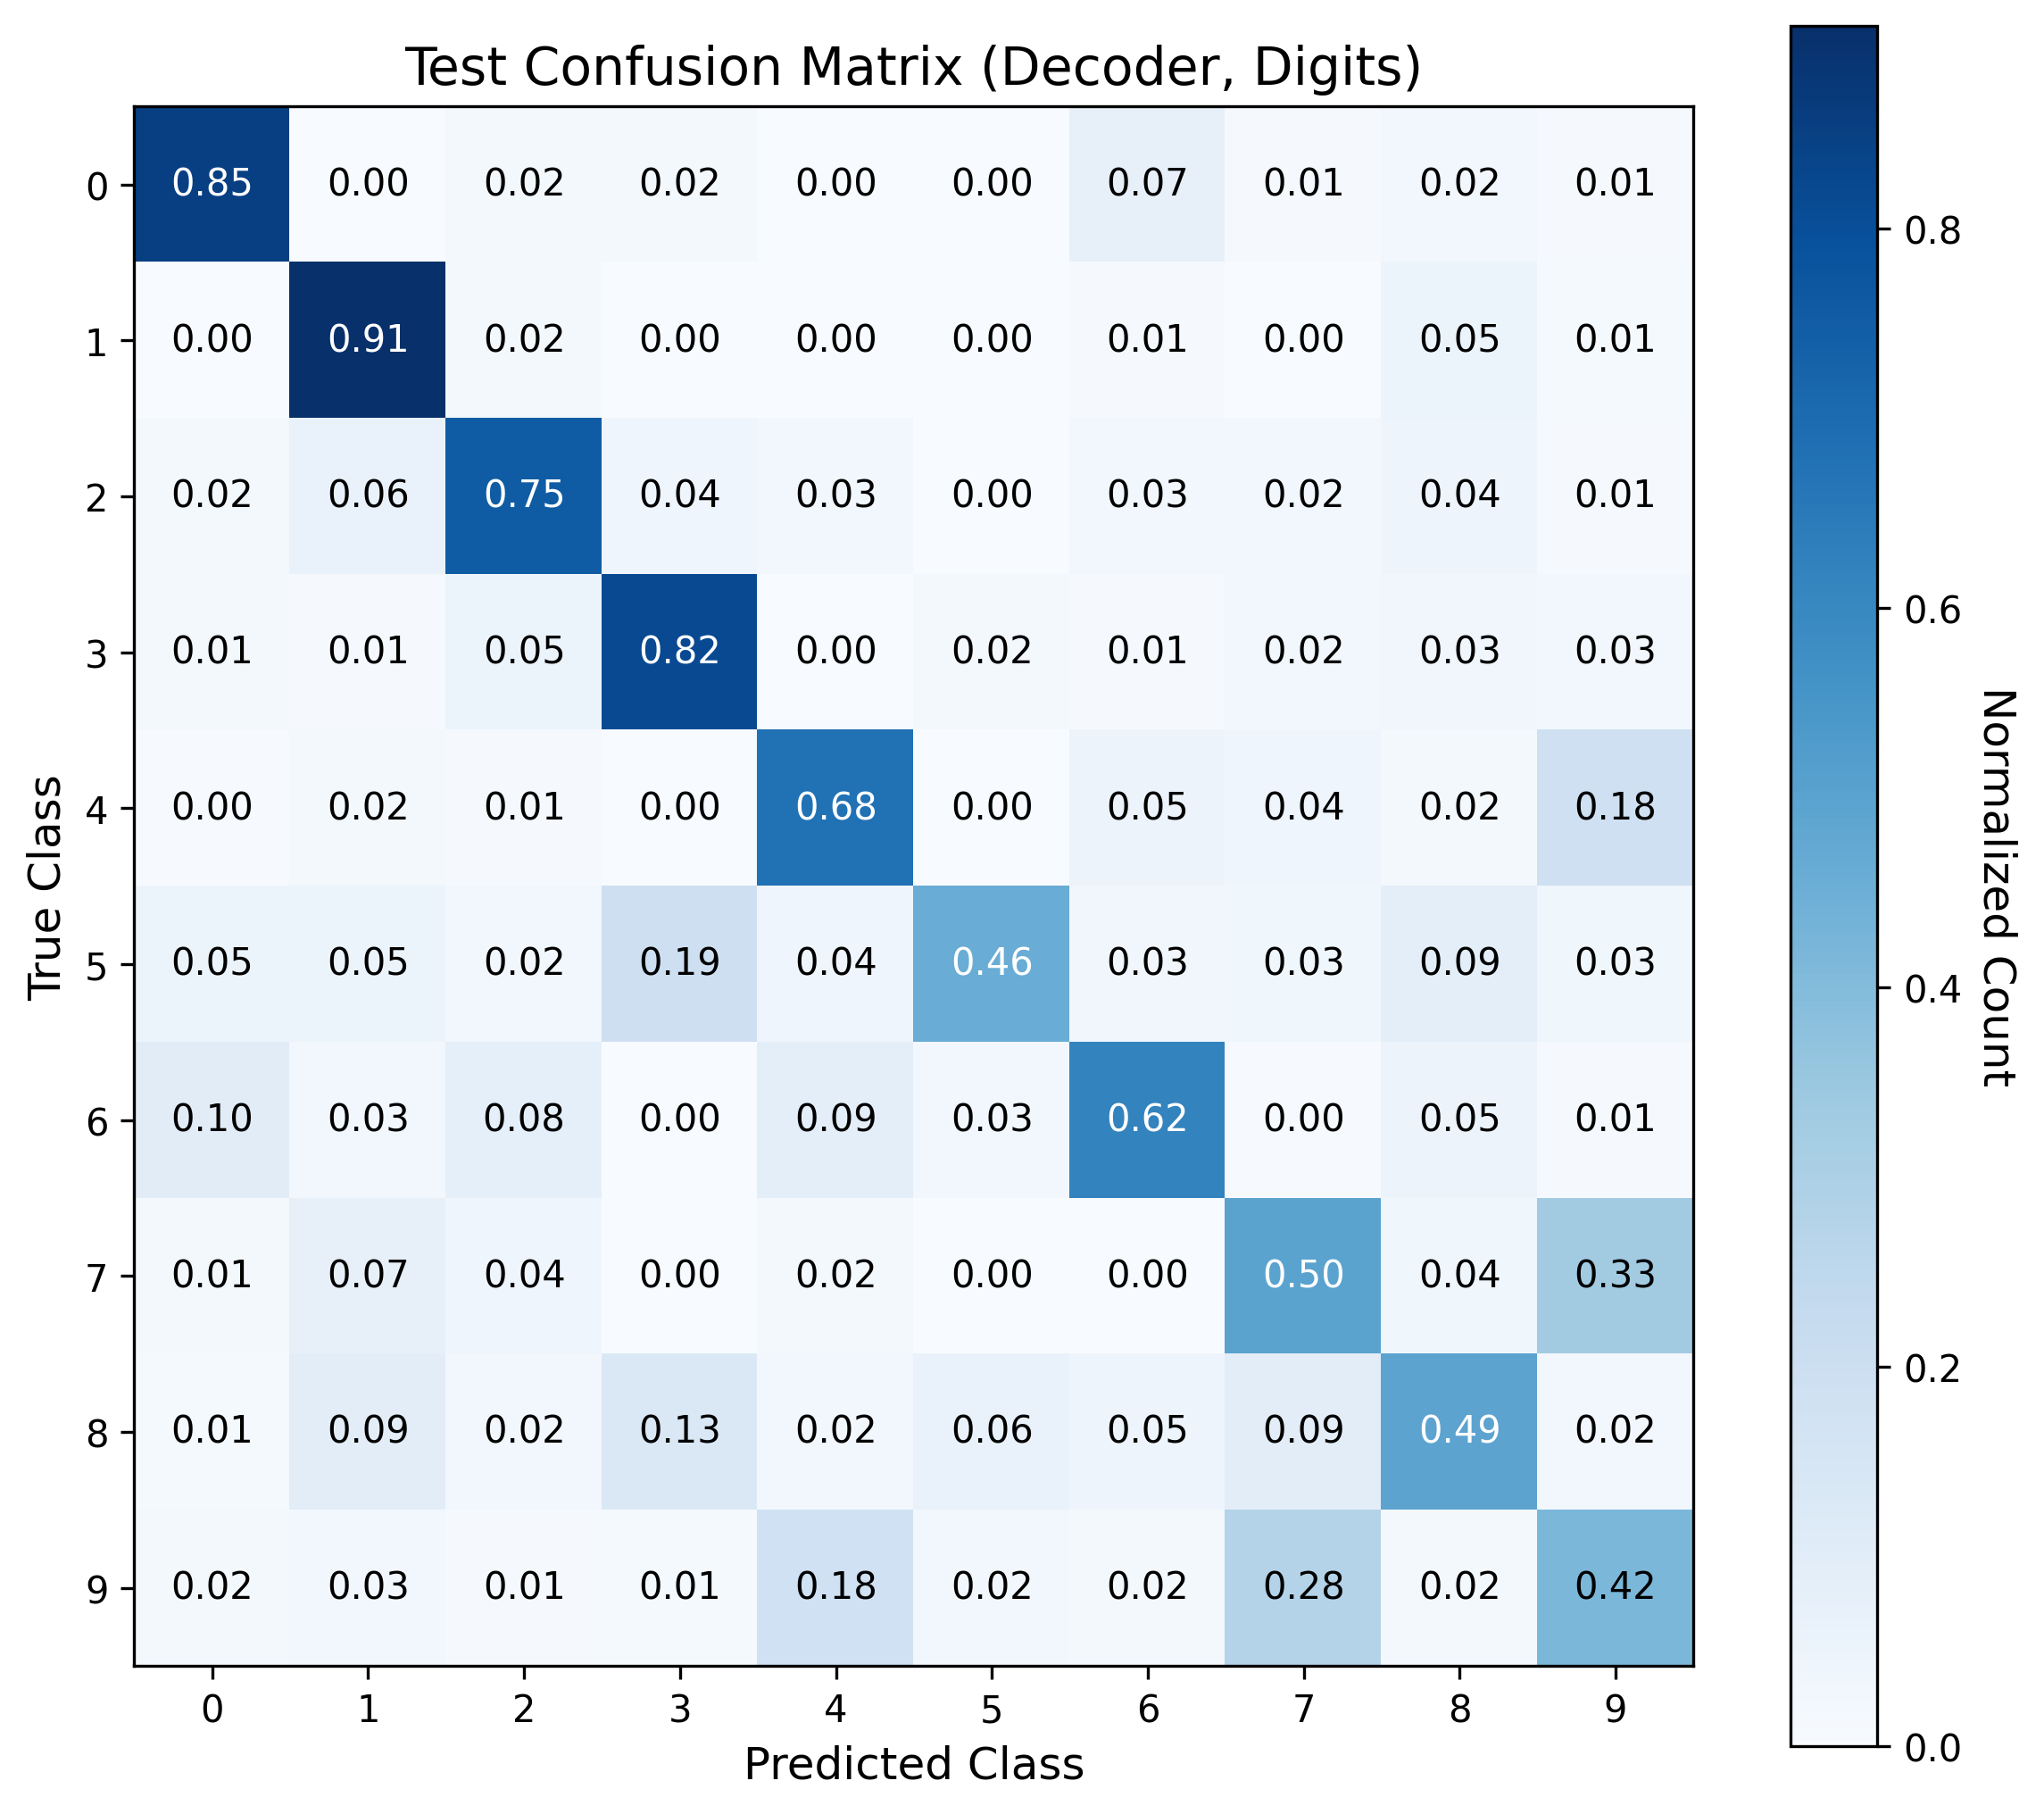 Test Confusion Matrix (Decoder, Digits)
0 0.85 0.00 0.02 0.02 0.00 0.00 0.07 0.01 0.02 0.01
1 0.00 0.91 0.02 0.00 0.00 0.00 0.01 0.00 0.05 0.01
2 0.02 0.06 0.75 0.04 0.03 0.00 0.03 0.02 0.04 0.01
3 0.01 0.01 0.05 0.82 0.00 0.02 0.01 0.02 0.03 0.03
4 0.00 0.02 0.01 0.00 0.68 0.00 0.05 0.04 0.02 0.18
5 0.05 0.05 0.02 0.19 0.04 0.46 0.03 0.03 0.09 0.03
6 0.10 0.03 0.08 0.00 0.09 0.03 0.62 0.00 0.05 0.01
7 0.01 0.07 0.04 0.00 0.02 0.00 0.00 0.50 0.04 0.33
8 0.01 0.09 0.02 0.13 0.02 0.06 0.05 0.09 0.49 0.02
9 0.02 0.03 0.01 0.01 0.18 0.02 0.02 0.28 0.02 0.42
0 1 2 3 4 5 6 7 8 9
Predicted Class
True Class
0.8
0.6
0.4
0.2
0.0
Normalized Count